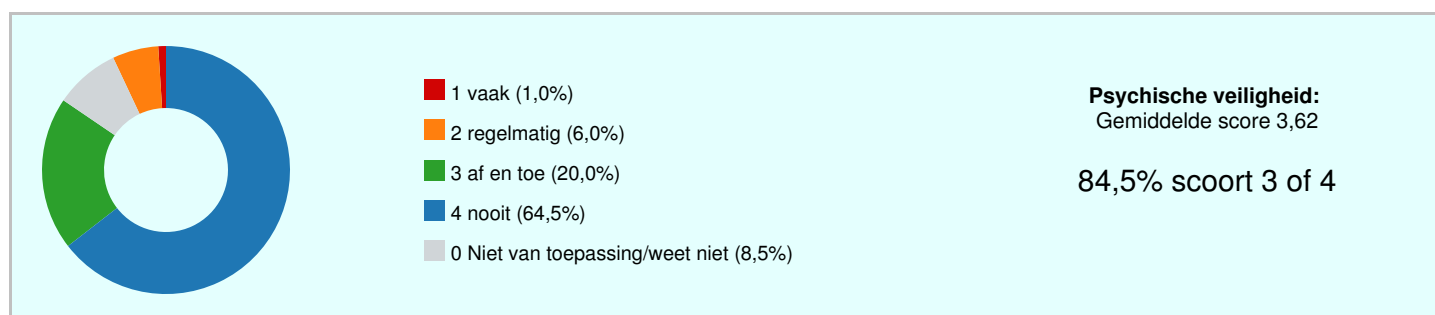 1 vaak (1,0%)
2 regelmatig (6,0%)
3 af en toe (20,0%)
4 nooit (64,5%)
0 Niet van toepassing/weet niet (8,5%)
Psychische veiligheid:
Gemiddelde score 3,62
84,5% scoort 3 of 4